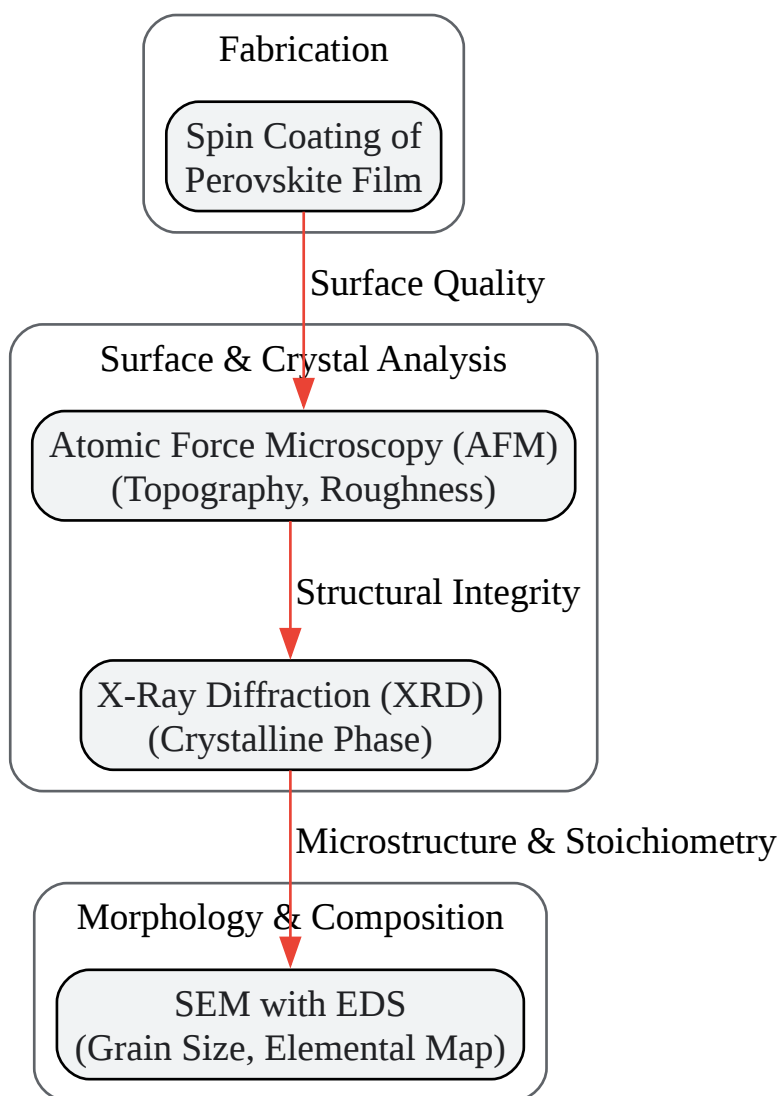 Fabrication
Spin Coating of
Perovskite Film
Surface Quality
Surface & Crystal Analysis
Atomic Force Microscopy (AFM)
(Topography, Roughness)
Structural Integrity
X-Ray Diffraction (XRD)
(Crystalline Phase)
Microstructure & Stoichiometry
Morphology & Composition
SEM with EDS
(Grain Size, Elemental Map)